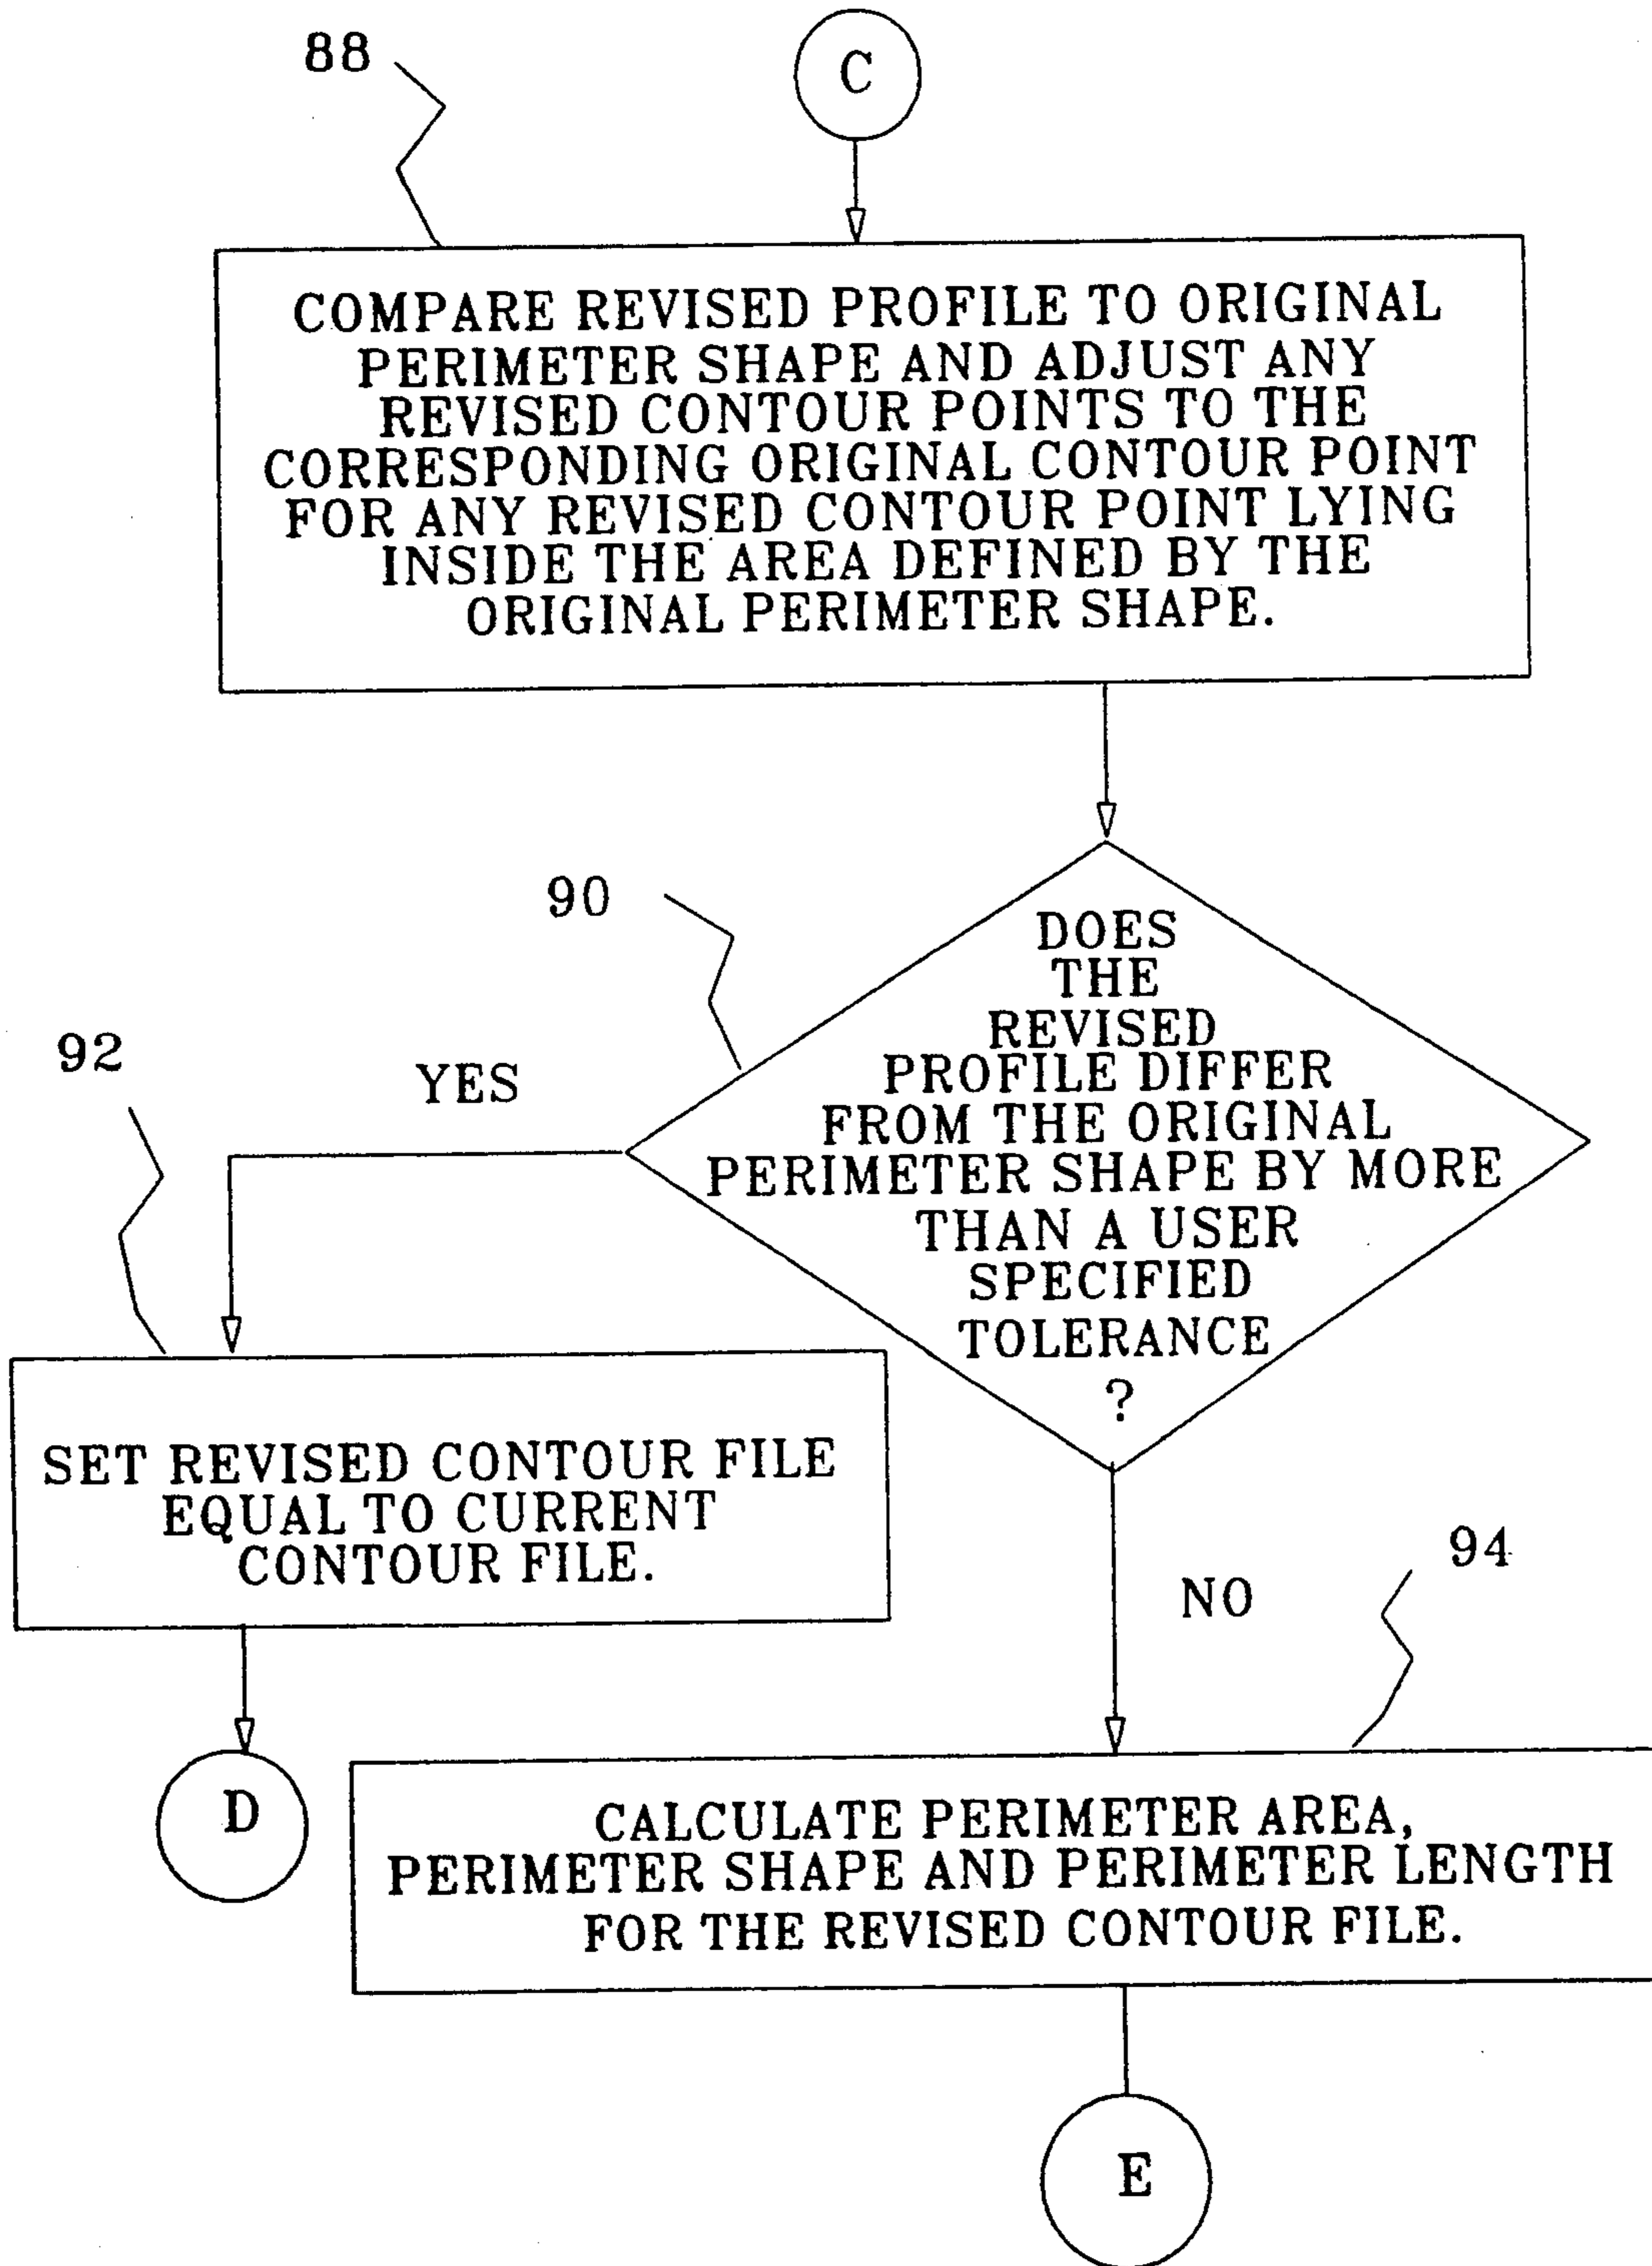 88
C
COMPARE REVISED PROFILE TO ORIGINAL
PERIMETER SHAPE AND ADJUST ANY
REVISED CONTOUR POINTS TO THE
CORRESPONDING ORIGINAL CONTOUR POINT
FOR ANY REVISED CONTOUR POINT LYING
INSIDE THE AREA DEFINED BY THE
ORIGINAL PERIMETER SHAPE.
90
DOES
THE
REVISED
PROFILE DIFFER
FROM THE ORIGINAL
PERIMETER SHAPE BY MORE
THAN A USER
SPECIFIED
TOLERANCE
?
92
YES
SET REVISED CONTOUR FILE
EQUAL TO CURRENT
CONTOUR FILE.
D
NO
94
CALCULATE PERIMETER AREA,
PERIMETER SHAPE AND PERIMETER LENGTH
FOR THE REVISED CONTOUR FILE.
E